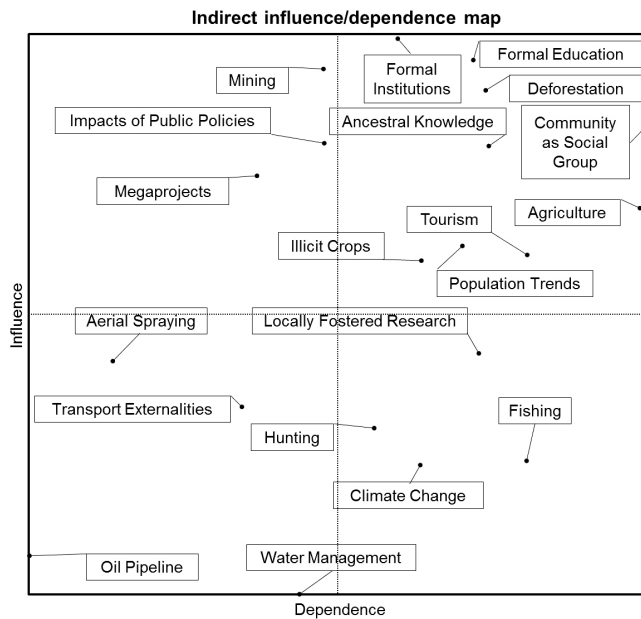 Indirect influence/dependence map
Formal Education
Mining
Formal
Institutions
Deforestation
Impacts of Public Policies
Ancestral Knowledge
Community
as Social
Group
Megaprojects
Agriculture
Tourism
Illicit Crops
Population Trends
Influence
Aerial Spraying
Locally Fostered Research
Transport Externalities
Fishing
Hunting
Climate Change
Water Management
Oil Pipeline
Dependence